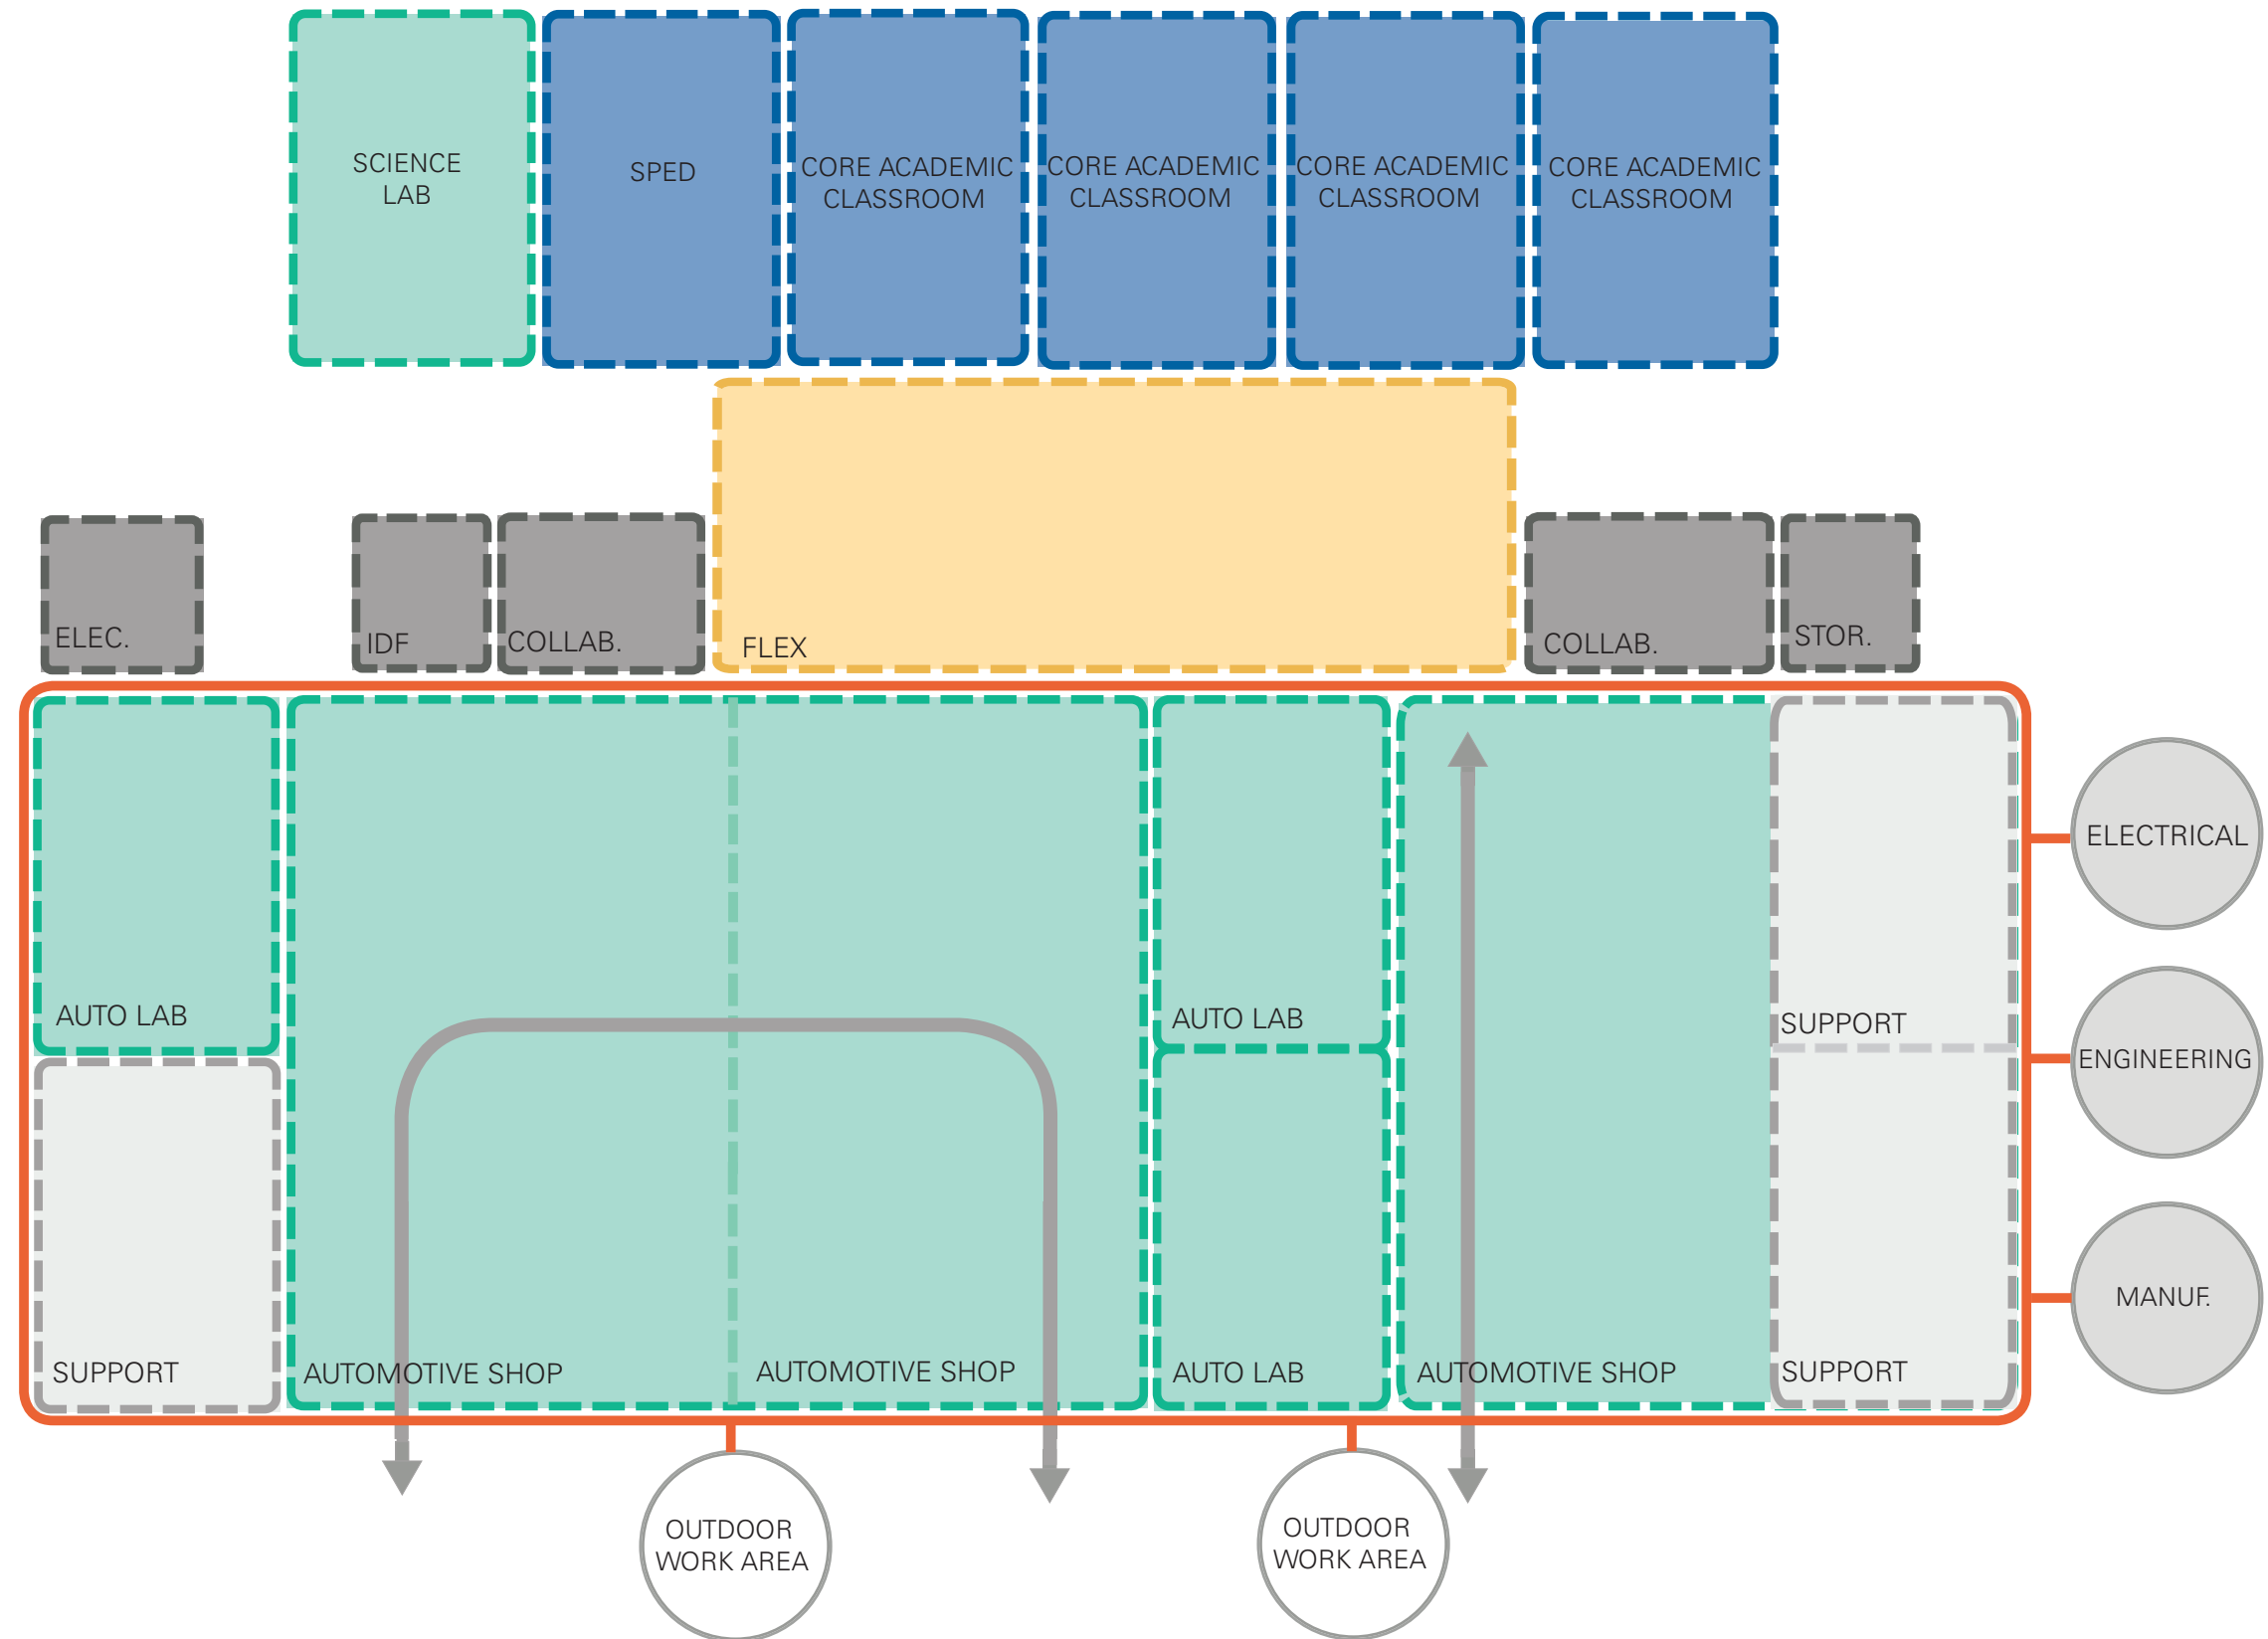 SCIENCE
LAB
SPED
CORE ACADEMIC
CLASSROOM
CORE ACADEMIC
CLASSROOM
CORE ACADEMIC
CLASSROOM
CORE ACADEMIC
CLASSROOM
ELEC.
IDF
COLLAB.
FLEX
COLLAB.
STOR.
AUTO LAB
AUTO LAB
SUPPORT
ELECTRICAL
ENGINEERING
MANUF.
SUPPORT
AUTOMOTIVE SHOP
AUTOMOTIVE SHOP
AUTO LAB
AUTOMOTIVE SHOP
SUPPORT
OUTDOOR
WORK AREA
OUTDOOR
WORK AREA